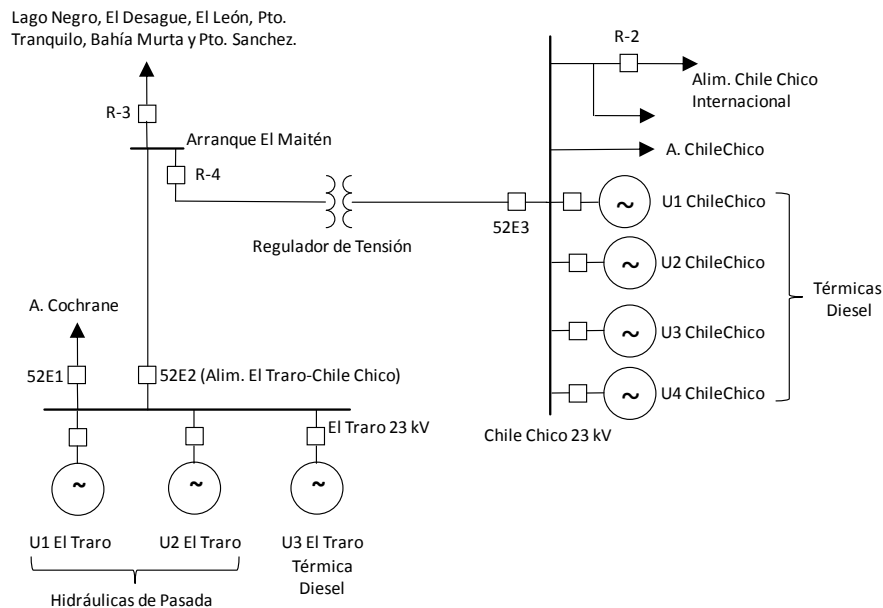 Lago Negro, El Desague, El León, Pto.
Tranquilo, Bahía Murta y Pto. Sanchez.
R-3
Arranque El Maitén
R-4
Regulador de Tensión
52E3
R-2
Alim. Chile Chico
Internacional
A. ChileChico
U1 ChileChico
U2 ChileChico
U3 ChileChico
U4 ChileChico
Térmicas
Diesel
Chile Chico 23 kV
A. Cochrane
52E1
52E2 (Alim. El Traro-Chile Chico)
El Traro 23 kV
~
~
~
~
~
~
~
U1 El Traro
U2 El Traro
U3 El Traro
Térmica
Diesel
Hidráulicas de Pasada